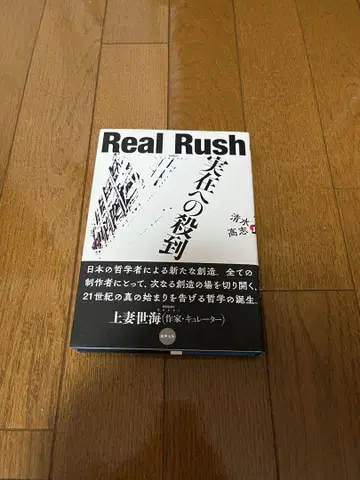 Real Rush
実在への殺到
清水
高志
日本の哲学者による新たな創造。全ての
制作者にとって、次なる創造の場を切り開く、
21世紀の真の始まりを告げる哲学の誕生。
上妻世海（作家・キュレーター）